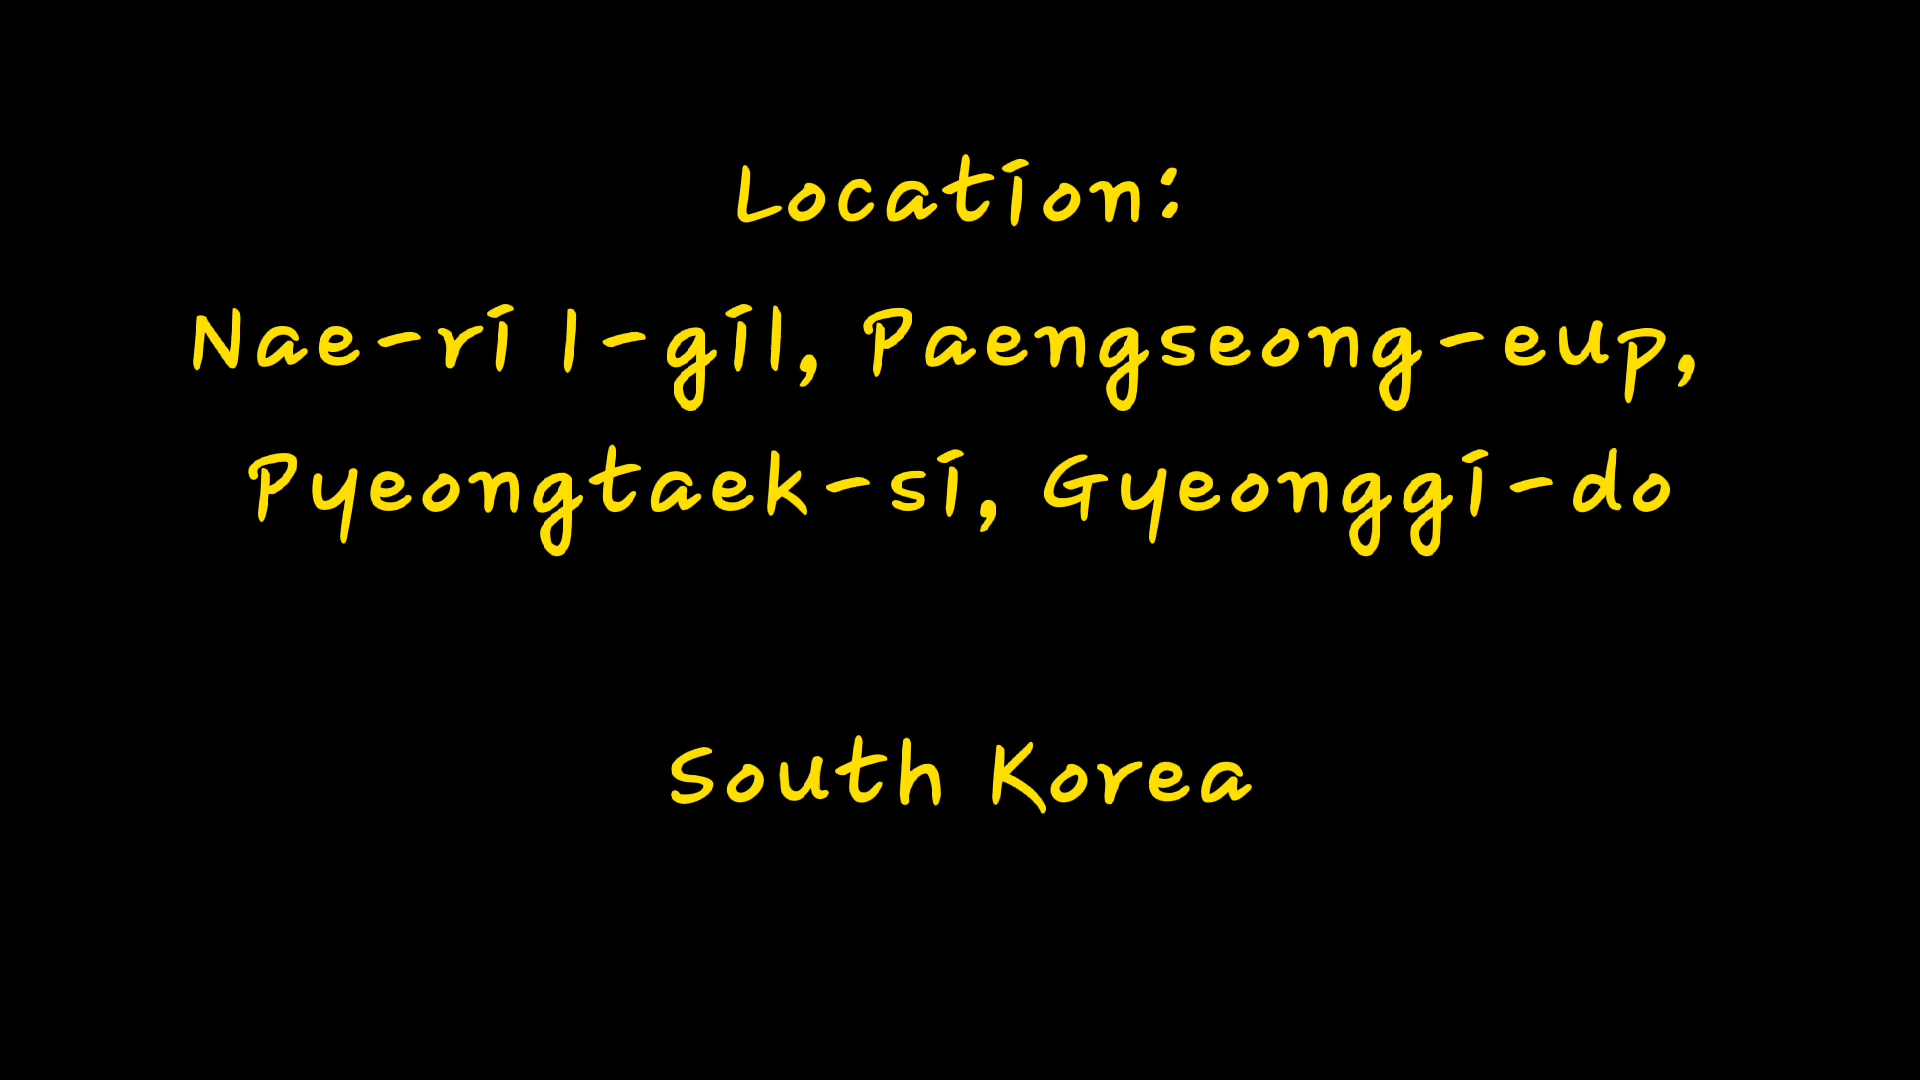 Location:
Nae-ri 1-gil, Paengseong-eup,
Pyeongtaek-si, Gyeonggi-do
South Korea